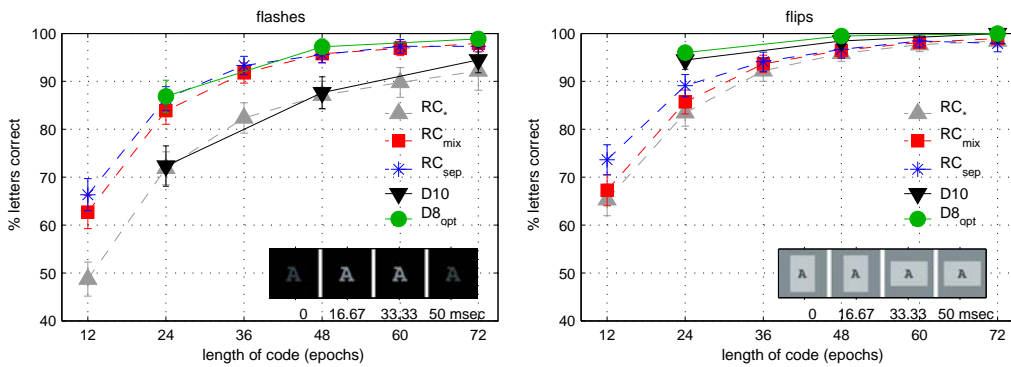 flashes
100
90
80
70
60
50
40
% letters correct
RC*
RCmix
RCsep
D10
D8opt
A A A A
0 16.67 33.33 50 msec
12 24 36 48 60 72
length of code (epochs)
flips
100
90
80
70
60
50
40
% letters correct
RC*
RCmix
RCsep
D10
D8opt
A A A A
0 16.67 33.33 50 msec
12 24 36 48 60 72
length of code (epochs)